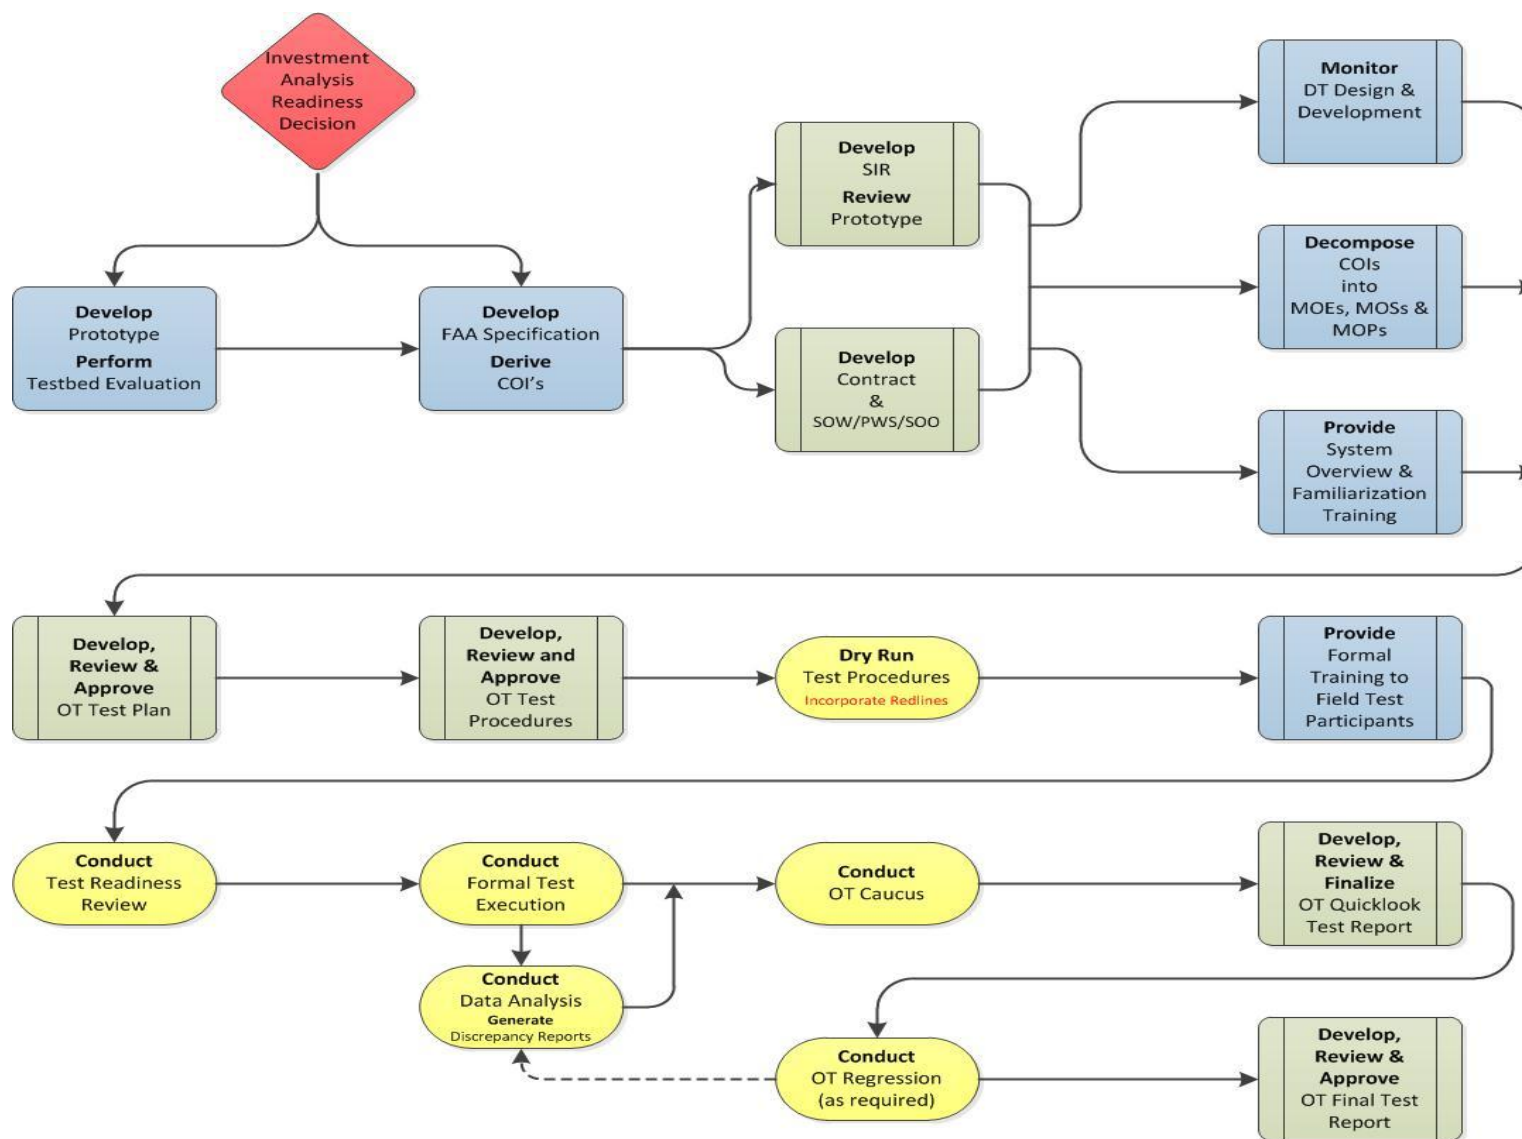 Investment
Analysis
Readiness
Decision
Develop
Prototype
Perform
Testbed Evaluation
Develop
FAA Specification
Derive
COI's
Develop
SIR
Review
Prototype
Develop
Contract
&
SOW/PWS/SOO
Monitor
DT Design &
Development
Decompose
COIs
into
MOEs, MOSs &
MOPs
Provide
System
Overview &
Familiarization
Training
Develop,
Review &
Approve
OT Test Plan
Develop,
Review and
Approve
OT Test
Procedures
Dry Run
Test Procedures
Incorporate Redlines
Provide
Formal
Training to
Field Test
Participants
Conduct
Test Readiness
Review
Conduct
Formal Test
Execution
Conduct
Data Analysis
Generate
Discrepancy Reports
Conduct
OT Caucus
Develop,
Review &
Finalize
OT Quicklook
Test Report
Conduct
OT Regression
(as required)
Develop,
Review &
Approve
OT Final Test
Report